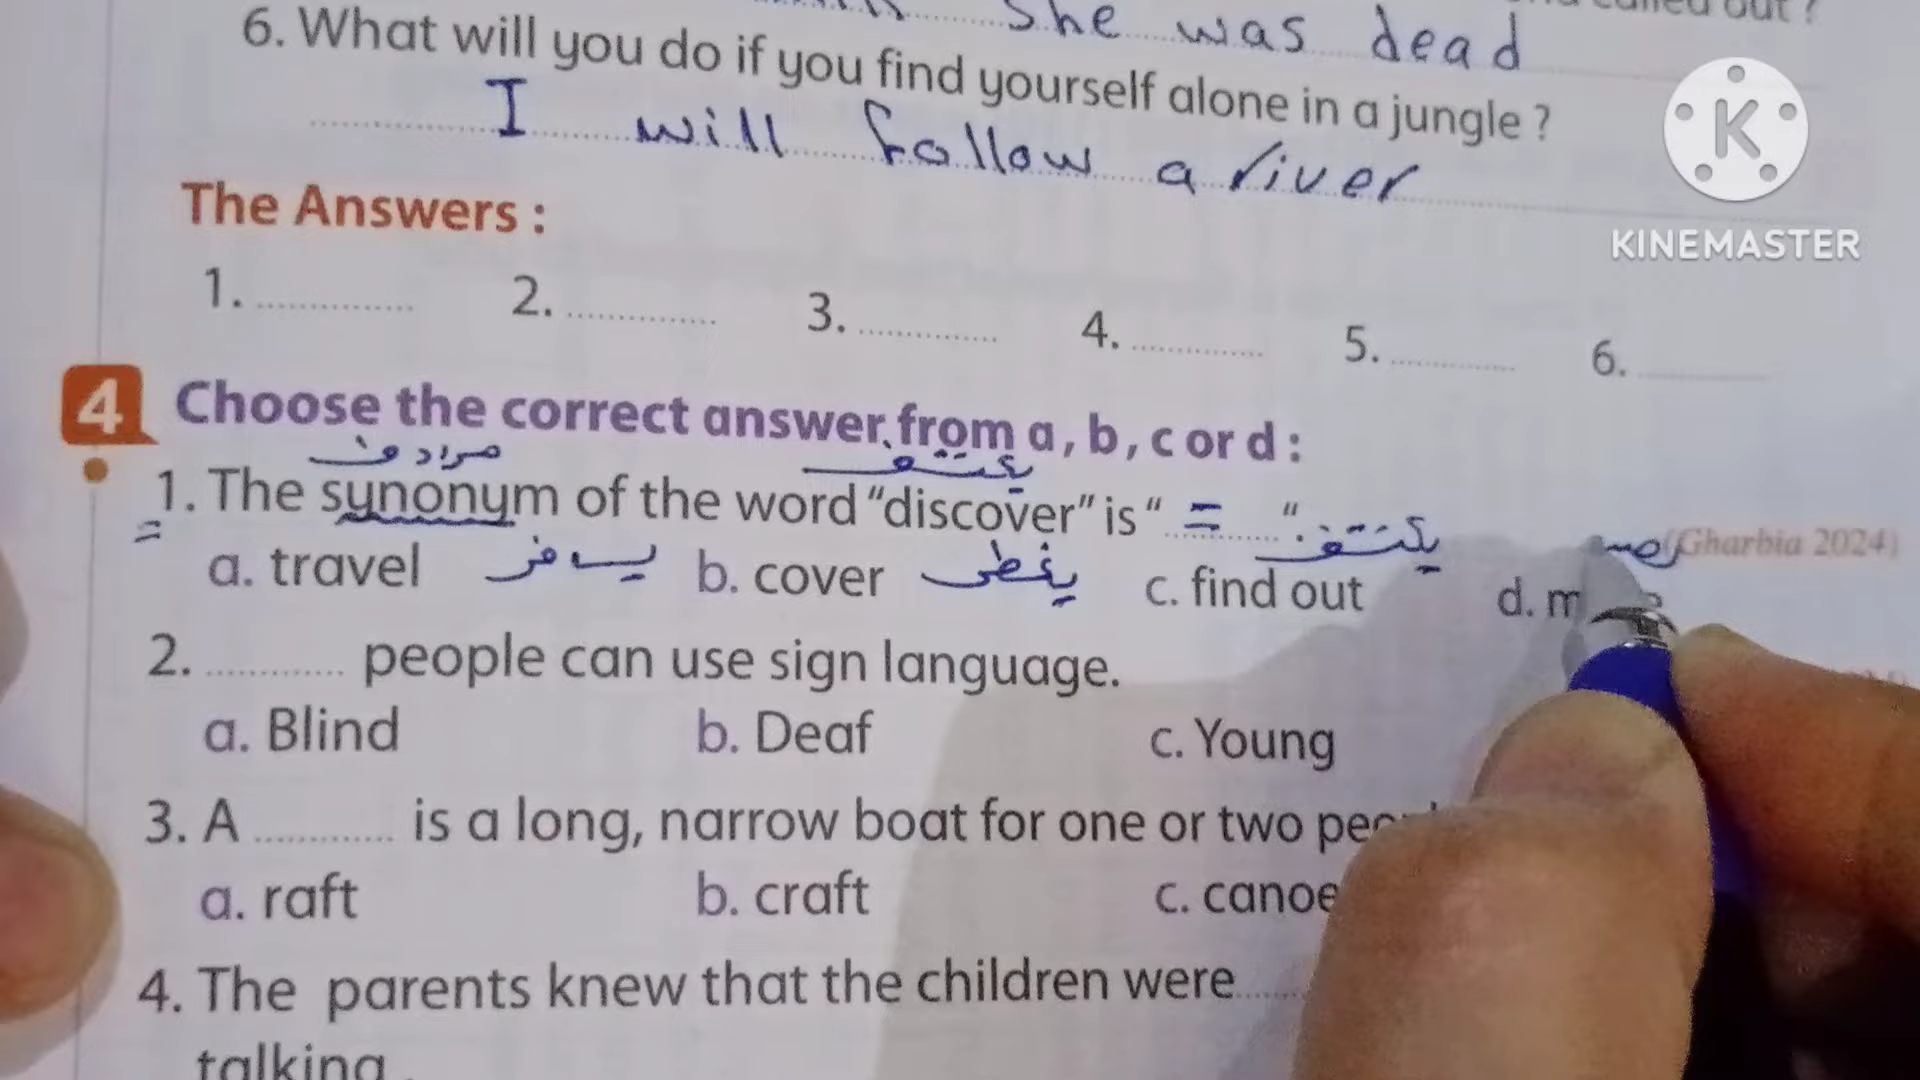 she was dead
6. What will you do if you find yourself alone in a jungle ?
I will follow a river
KINEMASTER
The Answers :
1. 2. 3. 4. 5. 6.
4 Choose the correct answer from a, b, c or d :
مرادف يكتشف
1. The synonym of the word “discover” is “ = ”.
(Gharbia 2024)
a. travel يسافر b. cover يغطى c. find out يكتشف d.
2. people can use sign language.
a. Blind b. Deaf c. Young
3. A is a long, narrow boat for one or two
a. raft b. craft c. canoe
4. The parents knew that the children were
talking.